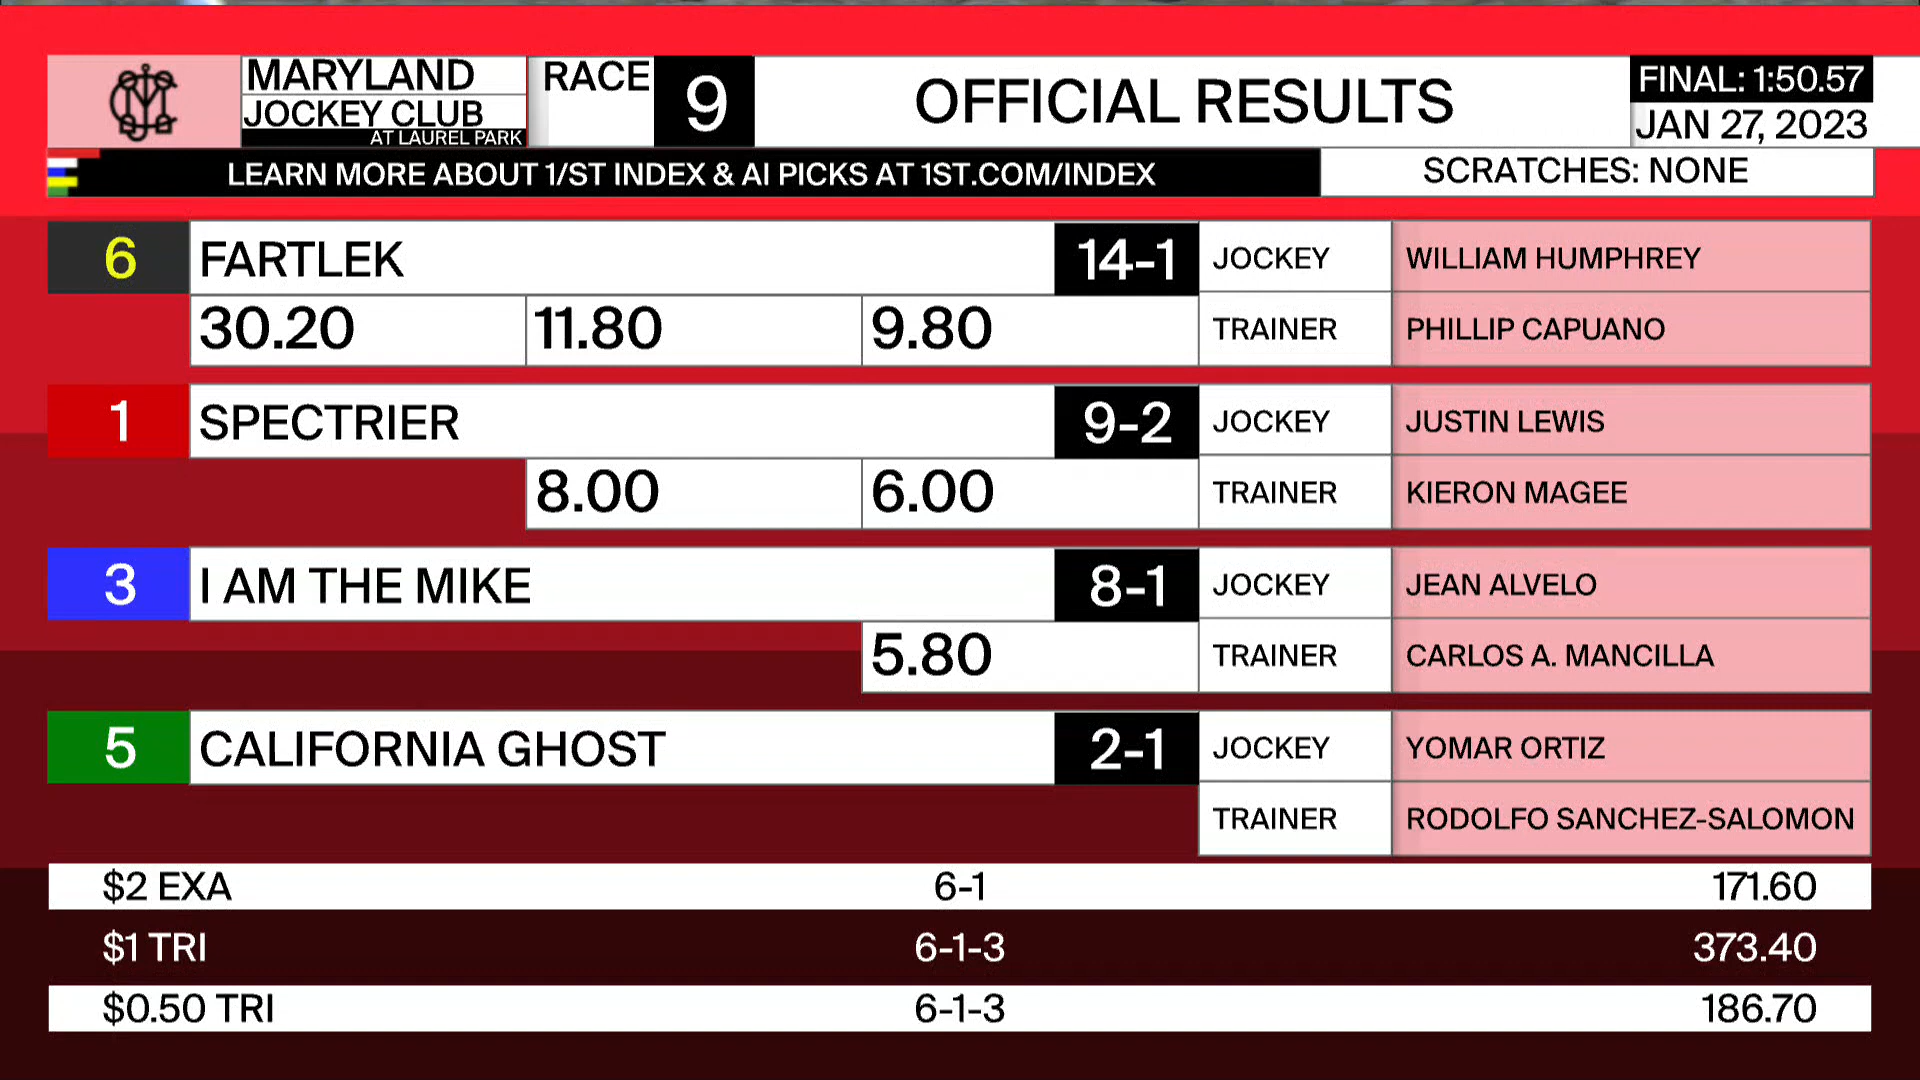 MARYLAND
JOCKEY CLUB
AT LAUREL PARK
RACE 9
OFFICIAL RESULTS
FINAL: 1:50.57
JAN 27, 2023
LEARN MORE ABOUT 1/ST INDEX & AI PICKS AT 1ST.COM/INDEX
SCRATCHES: NONE
6 FARTLEK 14-1 JOCKEY WILLIAM HUMPHREY
30.20 11.80 9.80 TRAINER PHILLIP CAPUANO
1 SPECTRIER 9-2 JOCKEY JUSTIN LEWIS
8.00 6.00 TRAINER KIERON MAGEE
3 I AM THE MIKE 8-1 JOCKEY JEAN ALVELO
5.80 TRAINER CARLOS A. MANCILLA
5 CALIFORNIA GHOST 2-1 JOCKEY YOMAR ORTIZ
TRAINER RODOLFO SANCHEZ-SALOMON
$2 EXA 6-1 171.60
$1 TRI 6-1-3 373.40
$0.50 TRI 6-1-3 186.70